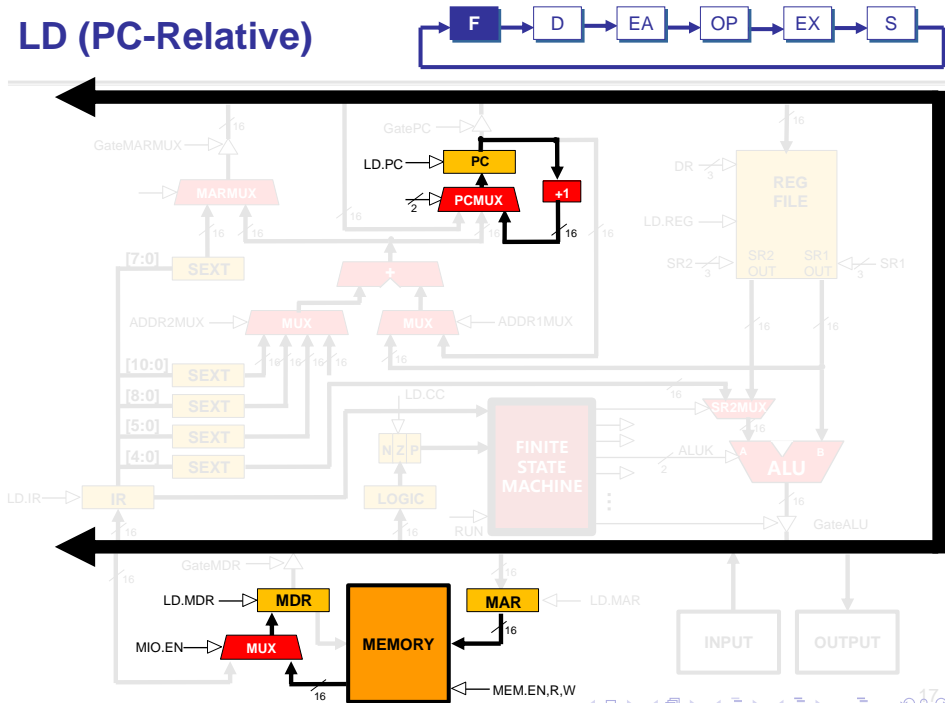 LD (PC-Relative)
F D EA OP EX S
16 16 GatePC 16
GateMARMUX
LD.PC PC DR 3 REG FILE
MARMUX 2 PCMUX +1
LD.REG
16 16 16 16 16 16
[7:0] SEXT SR2 3 SR2 OUT SR1 OUT 3 SR1
+
ADDR2MUX MUX MUX ADDR1MUX
16 16
16 16 16 16 16
[10:0] SEXT
LD.CC 16
[8:0] SEXT
SR2MUX
[5:0] SEXT 16
N Z P FINITE STATE MACHINE ALUK 2 A B ALU
[4:0] SEXT
LD.IR IR LOGIC
16 16 RUN GateALU 16
GateMDR
16 16
LD.MDR MDR MEMORY MAR LD.MAR
16
MIO.EN MUX INPUT OUTPUT
16 MEM.EN,R,W
17